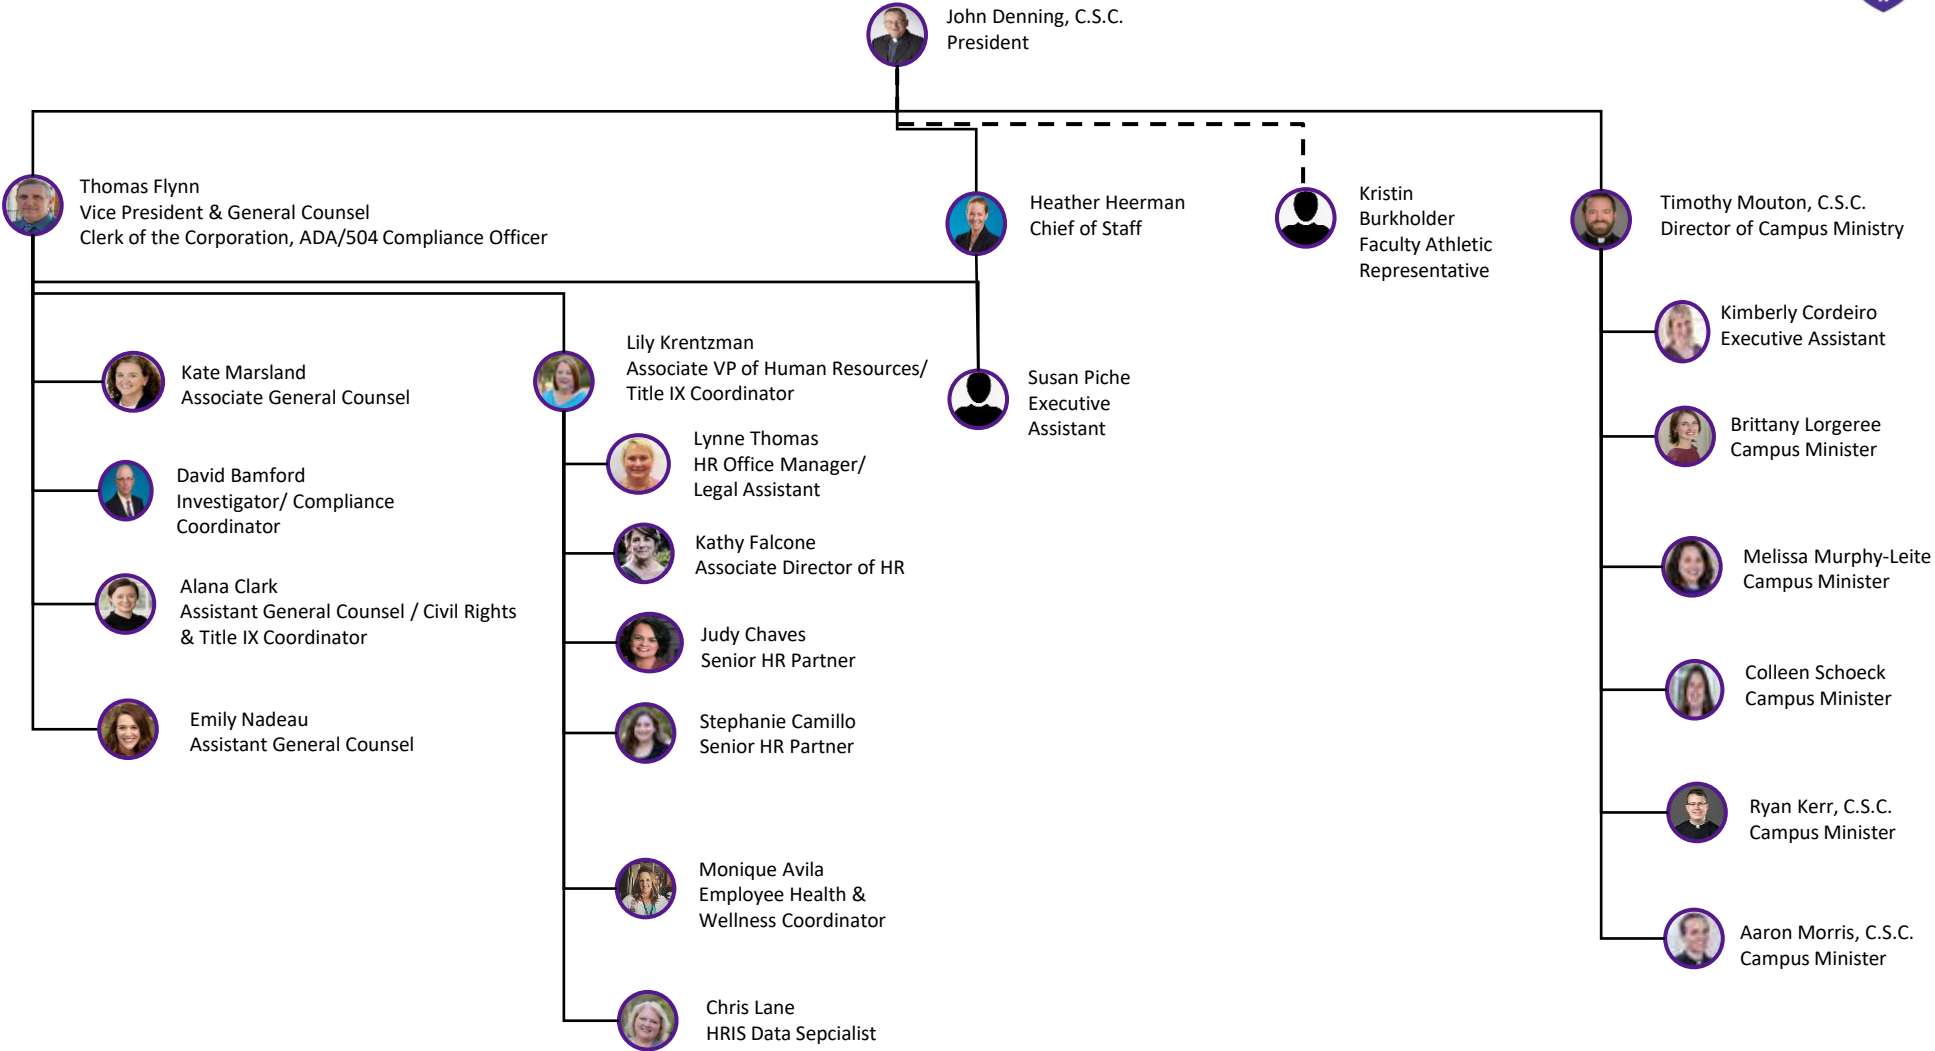 John Denning, C.S.C.
President
Thomas Flynn
Vice President & General Counsel
Clerk of the Corporation, ADA/504 Compliance Officer
Heather Heerman
Chief of Staff
Kristin
Burkholder
Faculty Athletic
Representative
Timothy Mouton, C.S.C.
Director of Campus Ministry
Kate Marsland
Associate General Counsel
David Bamford
Investigator/ Compliance
Coordinator
Alana Clark
Assistant General Counsel / Civil Rights
& Title IX Coordinator
Emily Nadeau
Assistant General Counsel
Lily Krentzman
Associate VP of Human Resources/
Title IX Coordinator
Lynne Thomas
HR Office Manager/
Legal Assistant
Kathy Falcone
Associate Director of HR
Judy Chaves
Senior HR Partner
Stephanie Camillo
Senior HR Partner
Monique Avila
Employee Health &
Wellness Coordinator
Chris Lane
HRIS Data Sepcialist
Susan Piche
Executive
Assistant
Kimberly Cordeiro
Executive Assistant
Brittany Lorgeree
Campus Minister
Melissa Murphy-Leite
Campus Minister
Colleen Schoeck
Campus Minister
Ryan Kerr, C.S.C.
Campus Minister
Aaron Morris, C.S.C.
Campus Minister